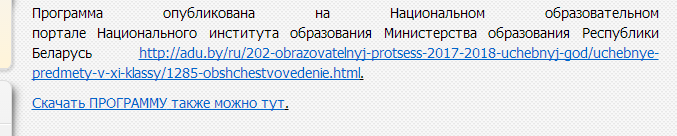 Программа опубликована на Национальном образовательном
портале Национального института образования Министерства образования Республики
Беларусь http://adu.by/ru/202-obrazovatelnyj-protsess-2017-2018-uchebnyj-god/uchebnye-
predmety-v-xi-klassy/1285-obshchestvovedenie.html.
Скачать ПРОГРАММУ также можно тут.